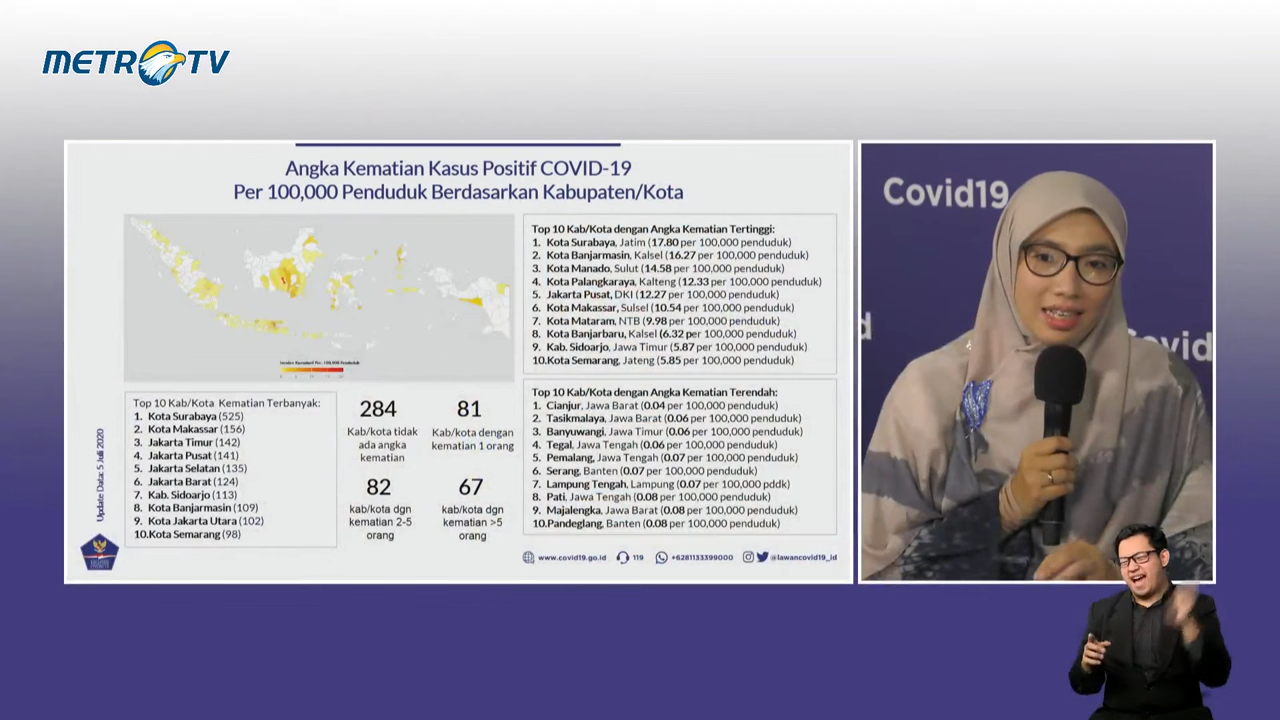 METRO TV
Angka Kematian Kasus Positif COVID-19
Per 100,000 Penduduk Berdasarkan Kabupaten/Kota
Top 10 Kab/Kota Kematian Terbanyak:
1. Kota Surabaya (525)
2. Kota Makassar (156)
3. Jakarta Timur (142)
4. Jakarta Pusat (141)
5. Jakarta Selatan (135)
6. Jakarta Barat (124)
7. Kab. Sidoarjo (113)
8. Kota Banjarmasin (109)
9. Kota Jakarta Utara (102)
10.Kota Semarang (98)
Update Data: 5 Juli 2020
284
Kab/kota tidak
ada angka
kematian
81
Kab/kota dengan
kematian 1 orang
82
kab/kota dgn
kematian 2-5
orang
67
kab/kota dgn
kematian >5
orang
Top 10 Kab/Kota dengan Angka Kematian Tertinggi:
1. Kota Surabaya, Jatim (17.80 per 100,000 penduduk)
2. Kota Banjarmasin, Kalsel (16.27 per 100,000 penduduk)
3. Kota Manado, Sulut (14.58 per 100,000 penduduk)
4. Kota Palangkaraya, Kalteng (12.33 per 100,000 penduduk)
5. Jakarta Pusat, DKI (12.27 per 100,000 penduduk)
6. Kota Makassar, Sulsel (10.54 per 100,000 penduduk)
7. Kota Mataram, NTB (9.98 per 100,000 penduduk)
8. Kota Banjarbaru, Kalsel (6.32 per 100,000 penduduk)
9. Kab. Sidoarjo, Jawa Timur (5.87 per 100,000 penduduk)
10.Kota Semarang, Jateng (5.85 per 100,000 penduduk)
Top 10 Kab/Kota dengan Angka Kematian Terendah:
1. Cianjur, Jawa Barat (0.04 per 100,000 penduduk)
2. Tasikmalaya, Jawa Barat (0.06 per 100,000 penduduk)
3. Banyuwangi, Jawa Timur (0.06 per 100,000 penduduk)
4. Tegal, Jawa Tengah (0.06 per 100,000 penduduk)
5. Pemalang, Jawa Tengah (0.07 per 100,000 penduduk)
6. Serang, Banten (0.07 per 100,000 penduduk)
7. Lampung Tengah, Lampung (0.07 per 100,000 pddk)
8. Pati, Jawa Tengah (0.08 per 100,000 penduduk)
9. Majalengka, Jawa Barat (0.08 per 100,000 penduduk)
10.Pandeglang, Banten (0.08 per 100,000 penduduk)
www.covid19.go.id 119 +6281133399000 @lawancovid19_id
Covid19
d
Covid